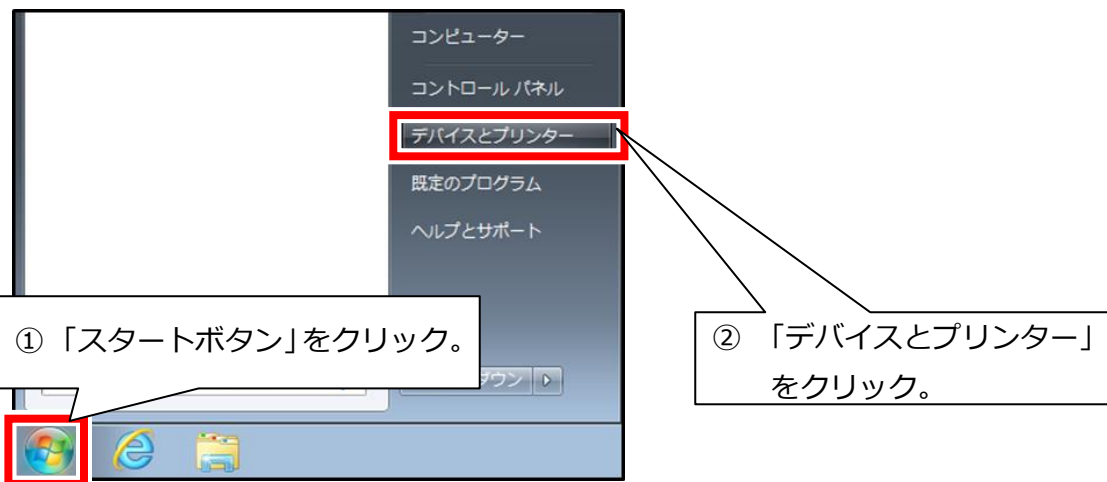 コンピューター
コントロール パネル
デバイスとプリンター
既定のプログラム
ヘルプとサポート
① 「スタートボタン」をクリック。
② 「デバイスとプリンター」
をクリック。
ダウン